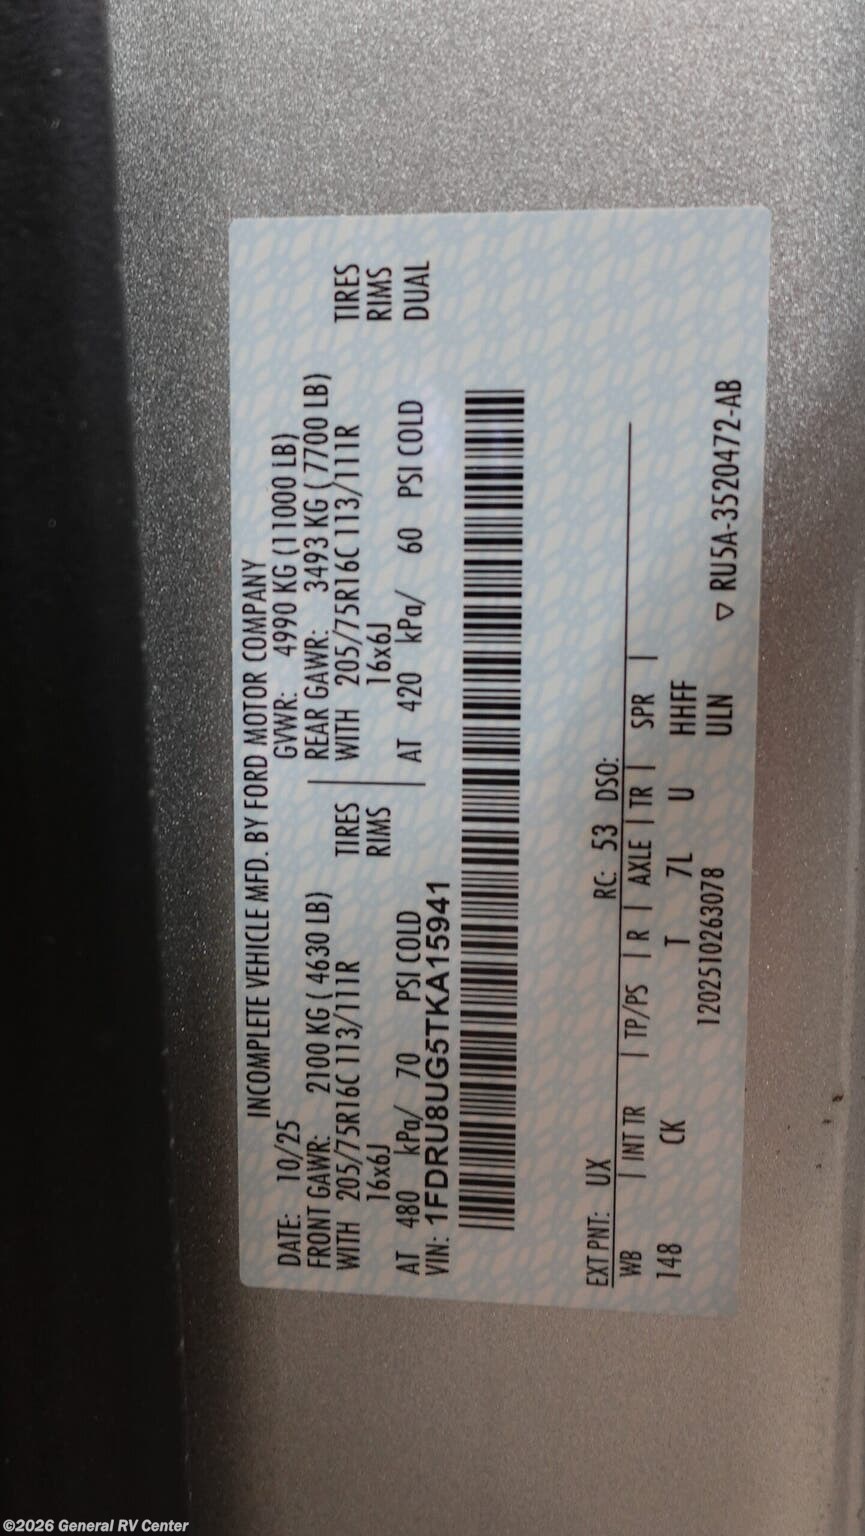 INCOMPLETE VEHICLE MFD. BY FORD MOTOR COMPANY
DATE: 10/25 GVWR: 4990 KG (11000 LB)
FRONT GAWR: 2100 KG ( 4630 LB) REAR GAWR: 3493 KG ( 7700 LB)
WITH 205/75R16C 113/111R TIRES WITH 205/75R16C 113/111R TIRES
16x6J RIMS 16x6J RIMS
AT 480 kPa/ 70 PSI COLD AT 420 kPa/ 60 PSI COLD DUAL
VIN: 1FDRU8UG5TKA15941
EXT PNT: UX RC: 53 DSO:
WB | INT TR | TP/PS | R | AXLE | TR | SPR |
148 CK T 7L U HHFF
1202510263078 ULN
▽ RU5A-3520472-AB
©2026 General RV Center